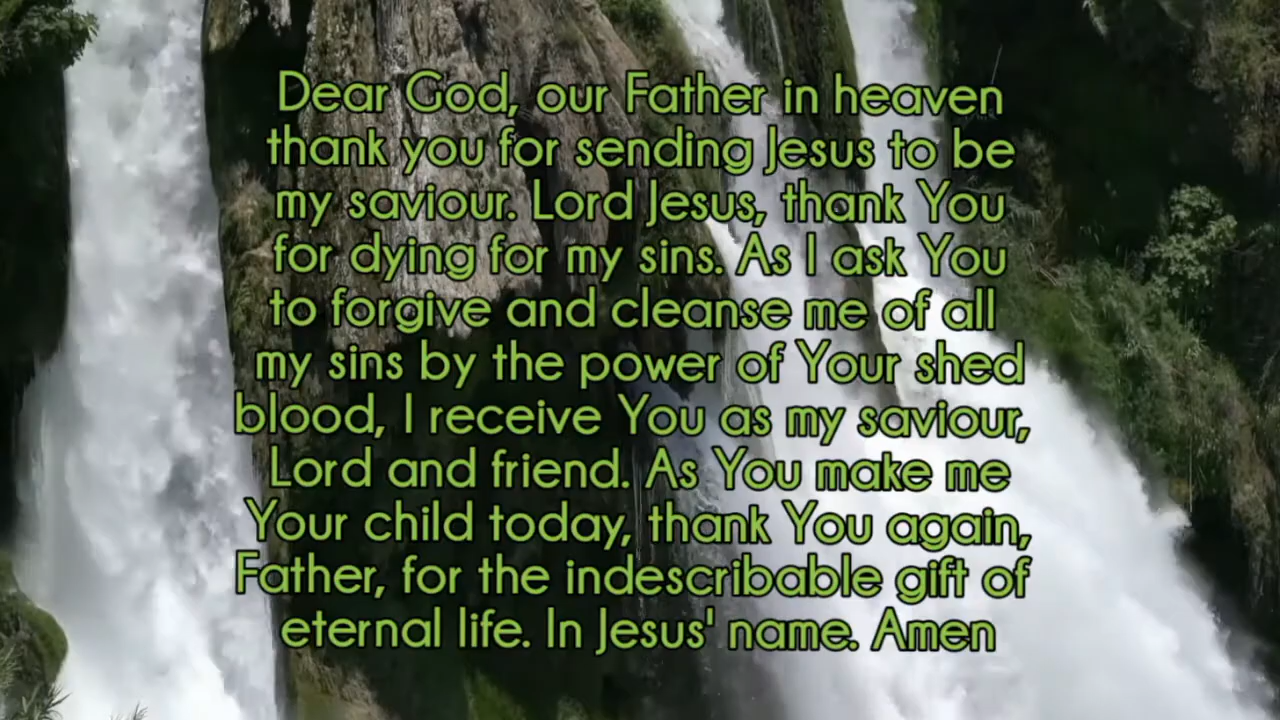 Dear God, our Father in heaven
thank you for sending Jesus to be
my saviour. Lord Jesus, thank You
for dying for my sins. As I ask You
to forgive and cleanse me of all
my sins by the power of Your shed
blood, I receive You as my saviour,
Lord and friend. As You make me
Your child today, thank You again,
Father, for the indescribable gift of
eternal life. In Jesus' name. Amen